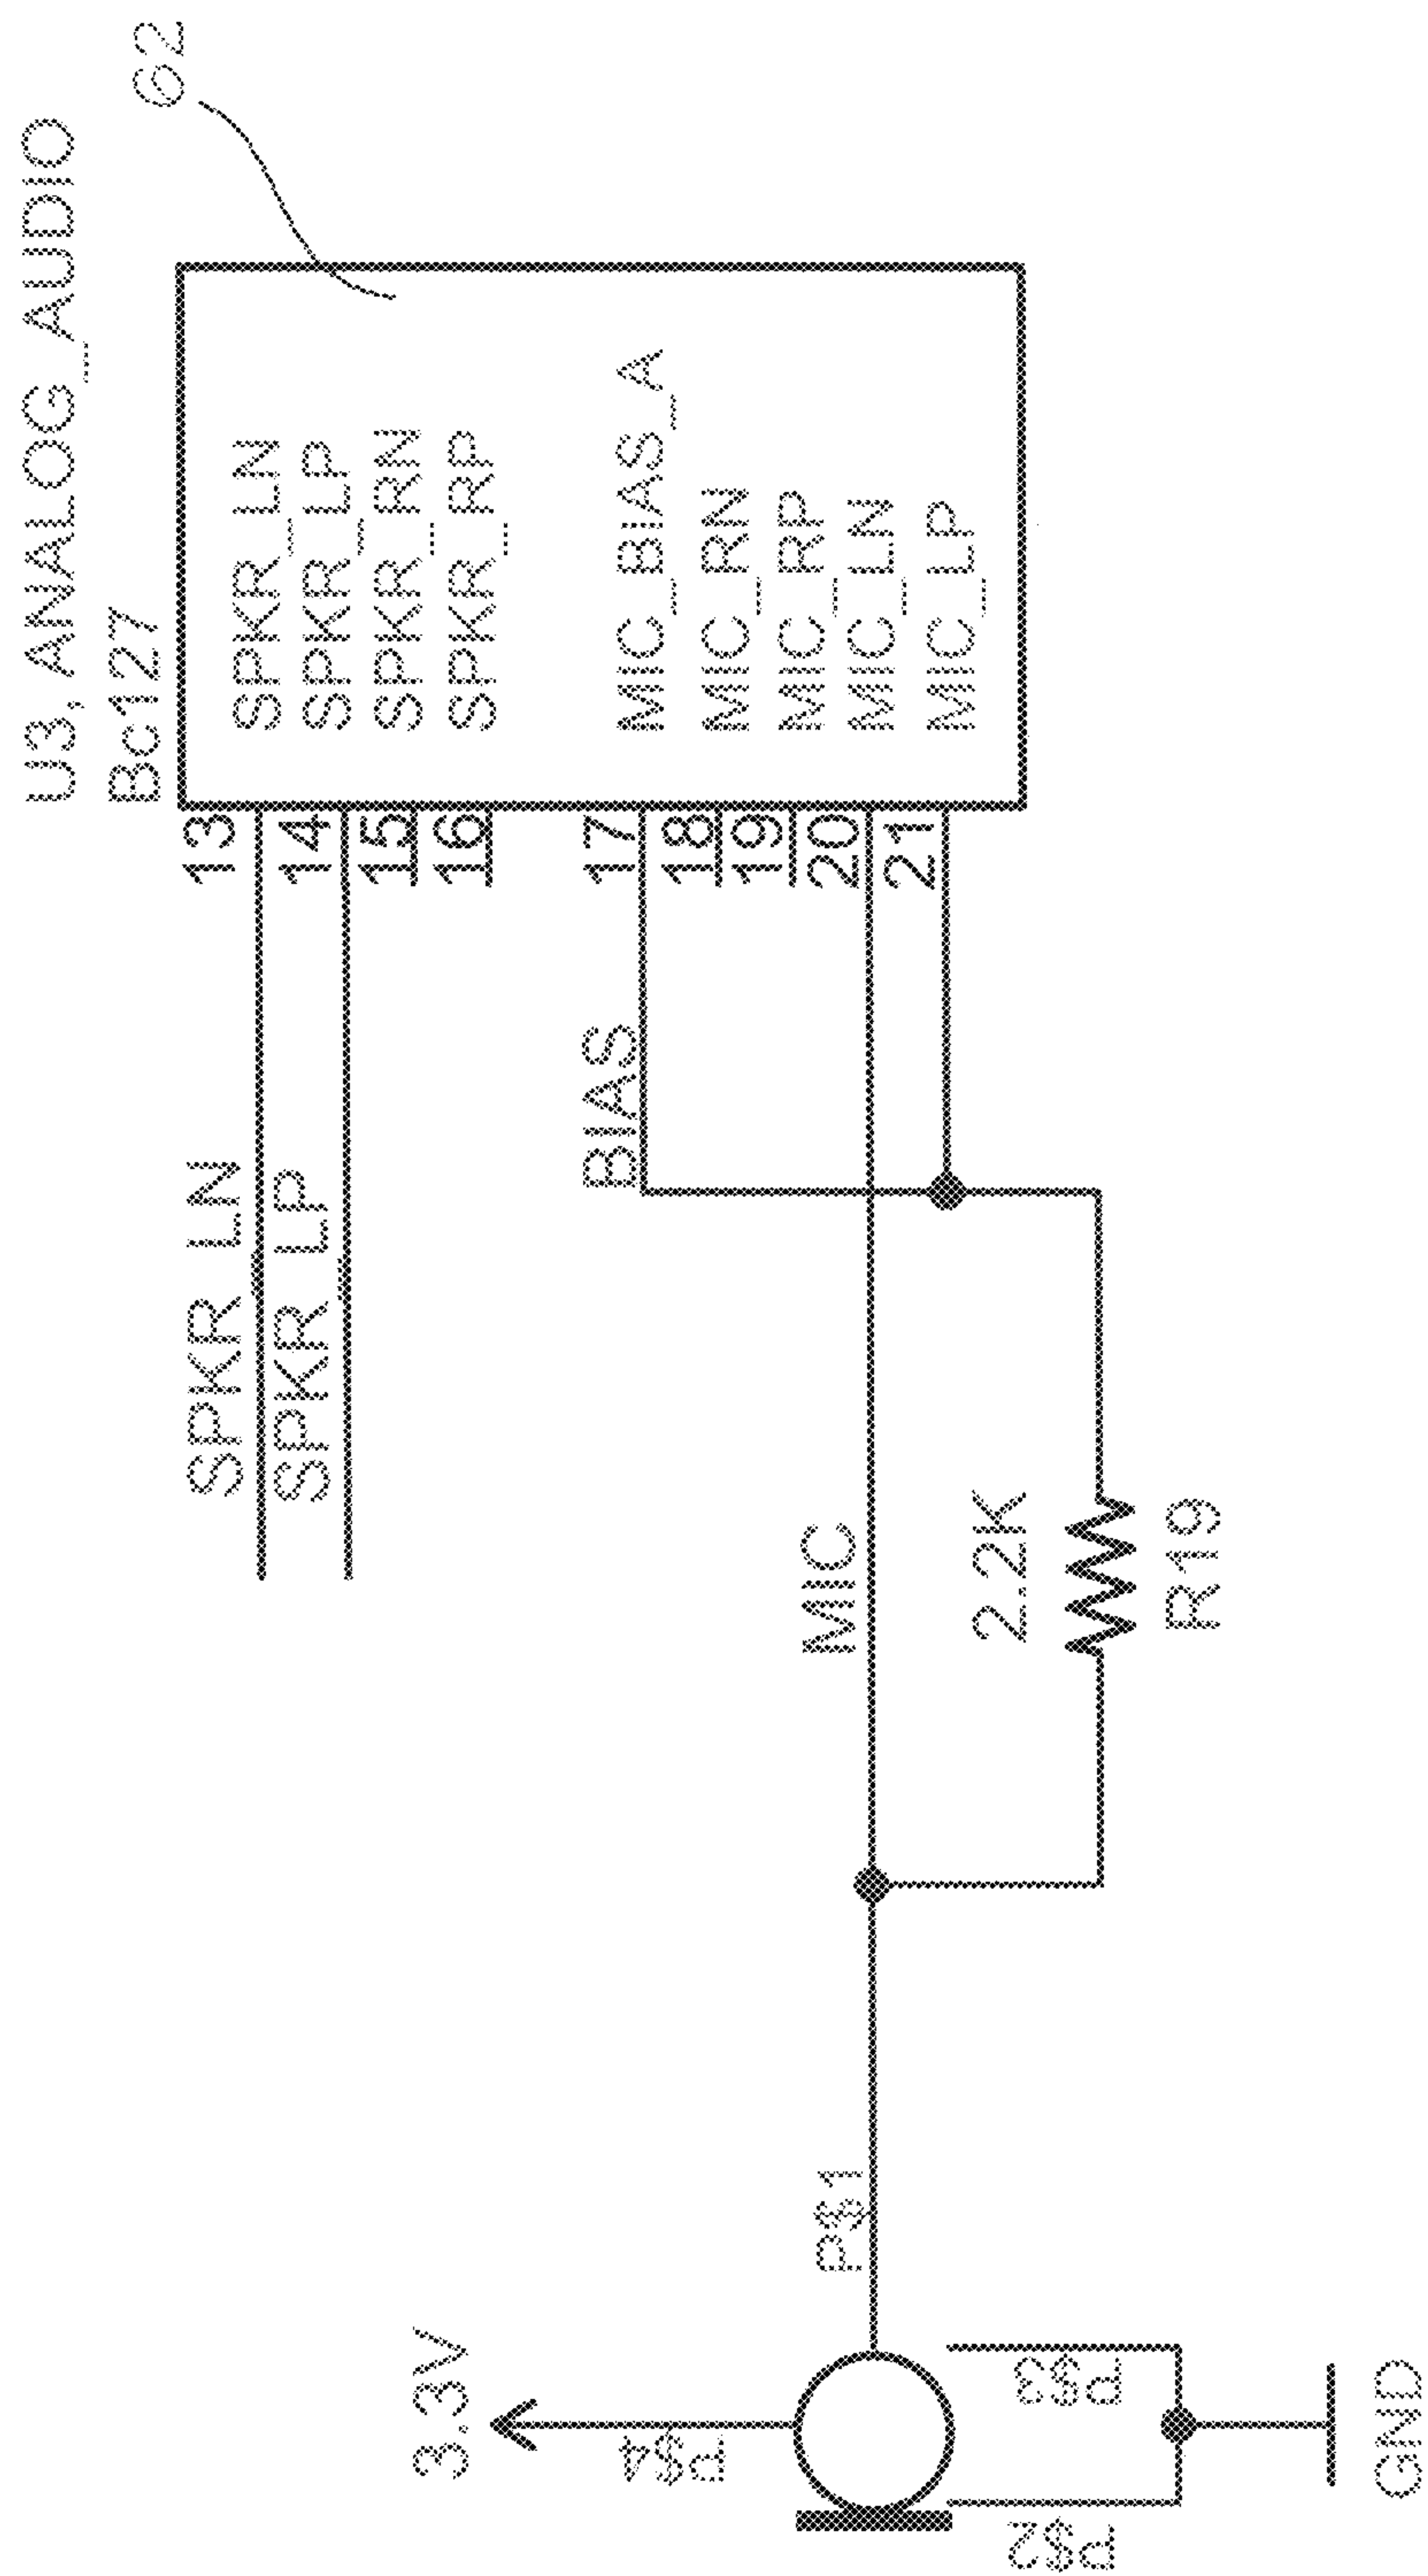 U3, ANALOG_AUDIO
Bc127
62
13
SPKR_LN
14
SPKR_LP
15
SPKR_RN
16
SPKR_RP
17
MIC_BIAS_A
18
MIC_RN
19
MIC_RP
20
MIC_LN
21
MIC_LP
SPKR_LN
SPKR_LP
BIAS
MIC
2.2K
R19
P$1
3.3V
P$4
P$3
P$2
GND